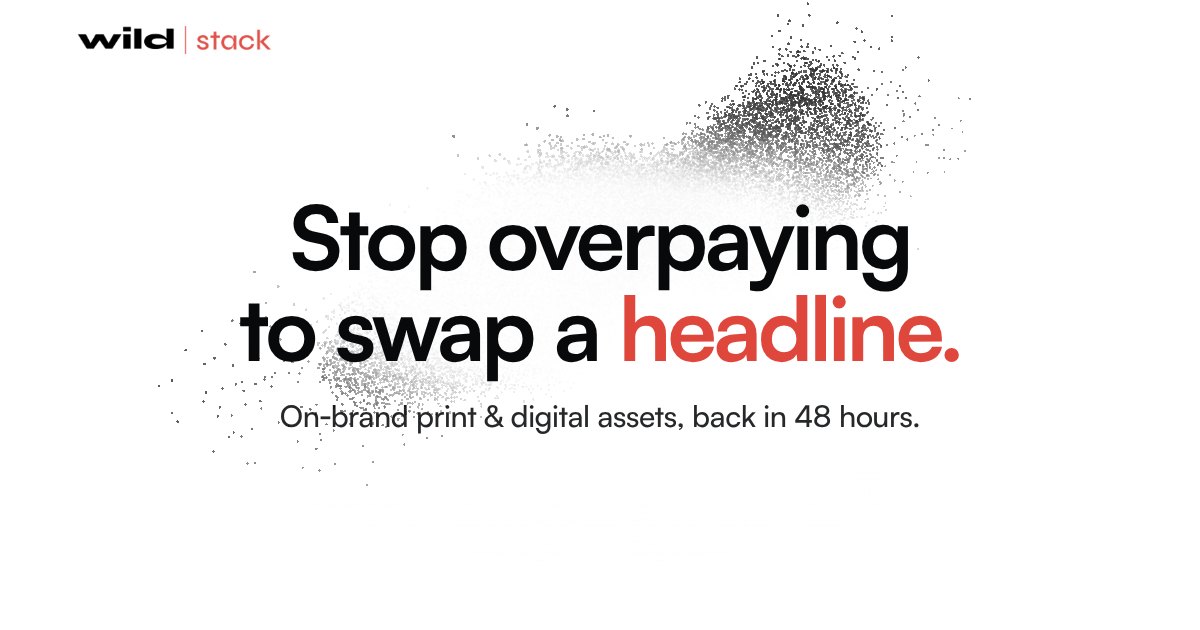 wild | stack
Stop overpaying
to swap a headline.
On-brand print & digital assets, back in 48 hours.